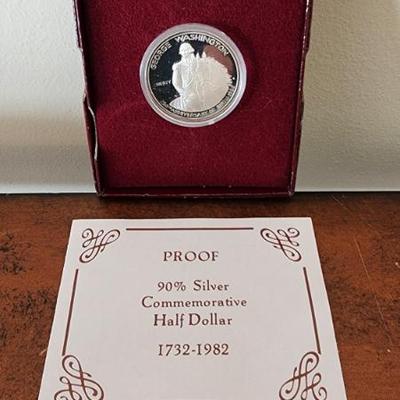 GEORGE WASHINGTON
PROOF
90% Silver
Commemorative
Half Dollar
1732-1982